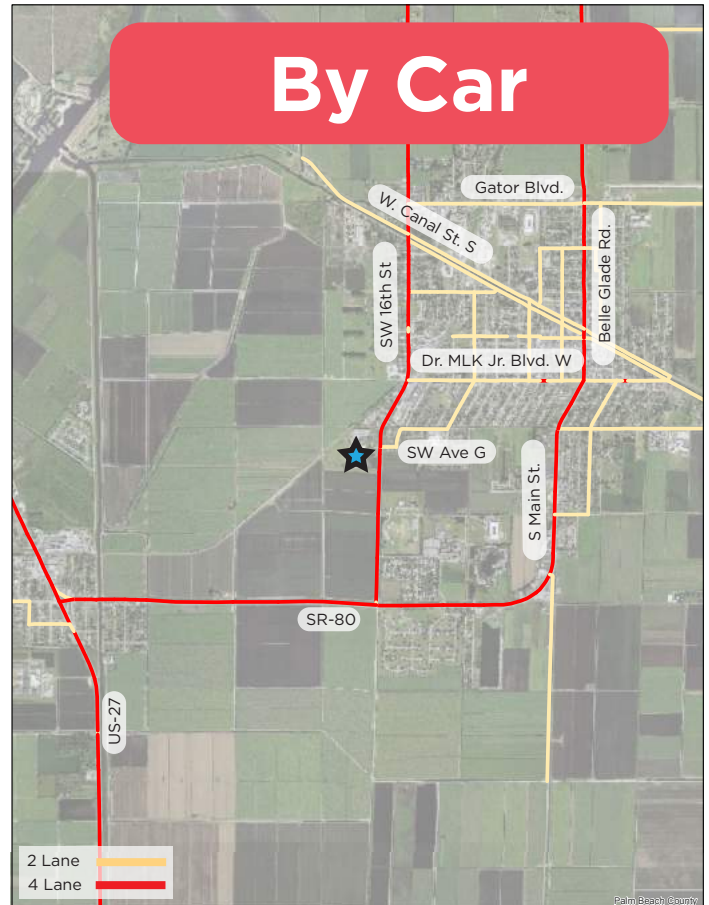 By Car
Gator Blvd.
W. Canal St. S
Belle Glade Rd.
SW 16th St
Dr. MLK Jr. Blvd. W
SW Ave G
S Main St.
SR-80
US-27
2 Lane
4 Lane
Palm Beach County